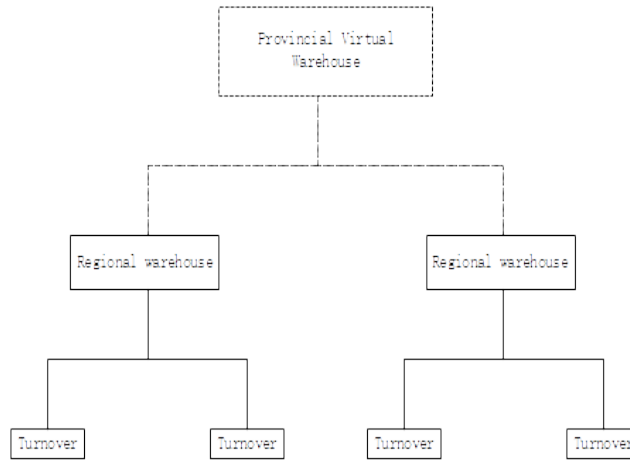 Provincial Virtual
Warehouse
Regional warehouse
Regional warehouse
Turnover
Turnover
Turnover
Turnover